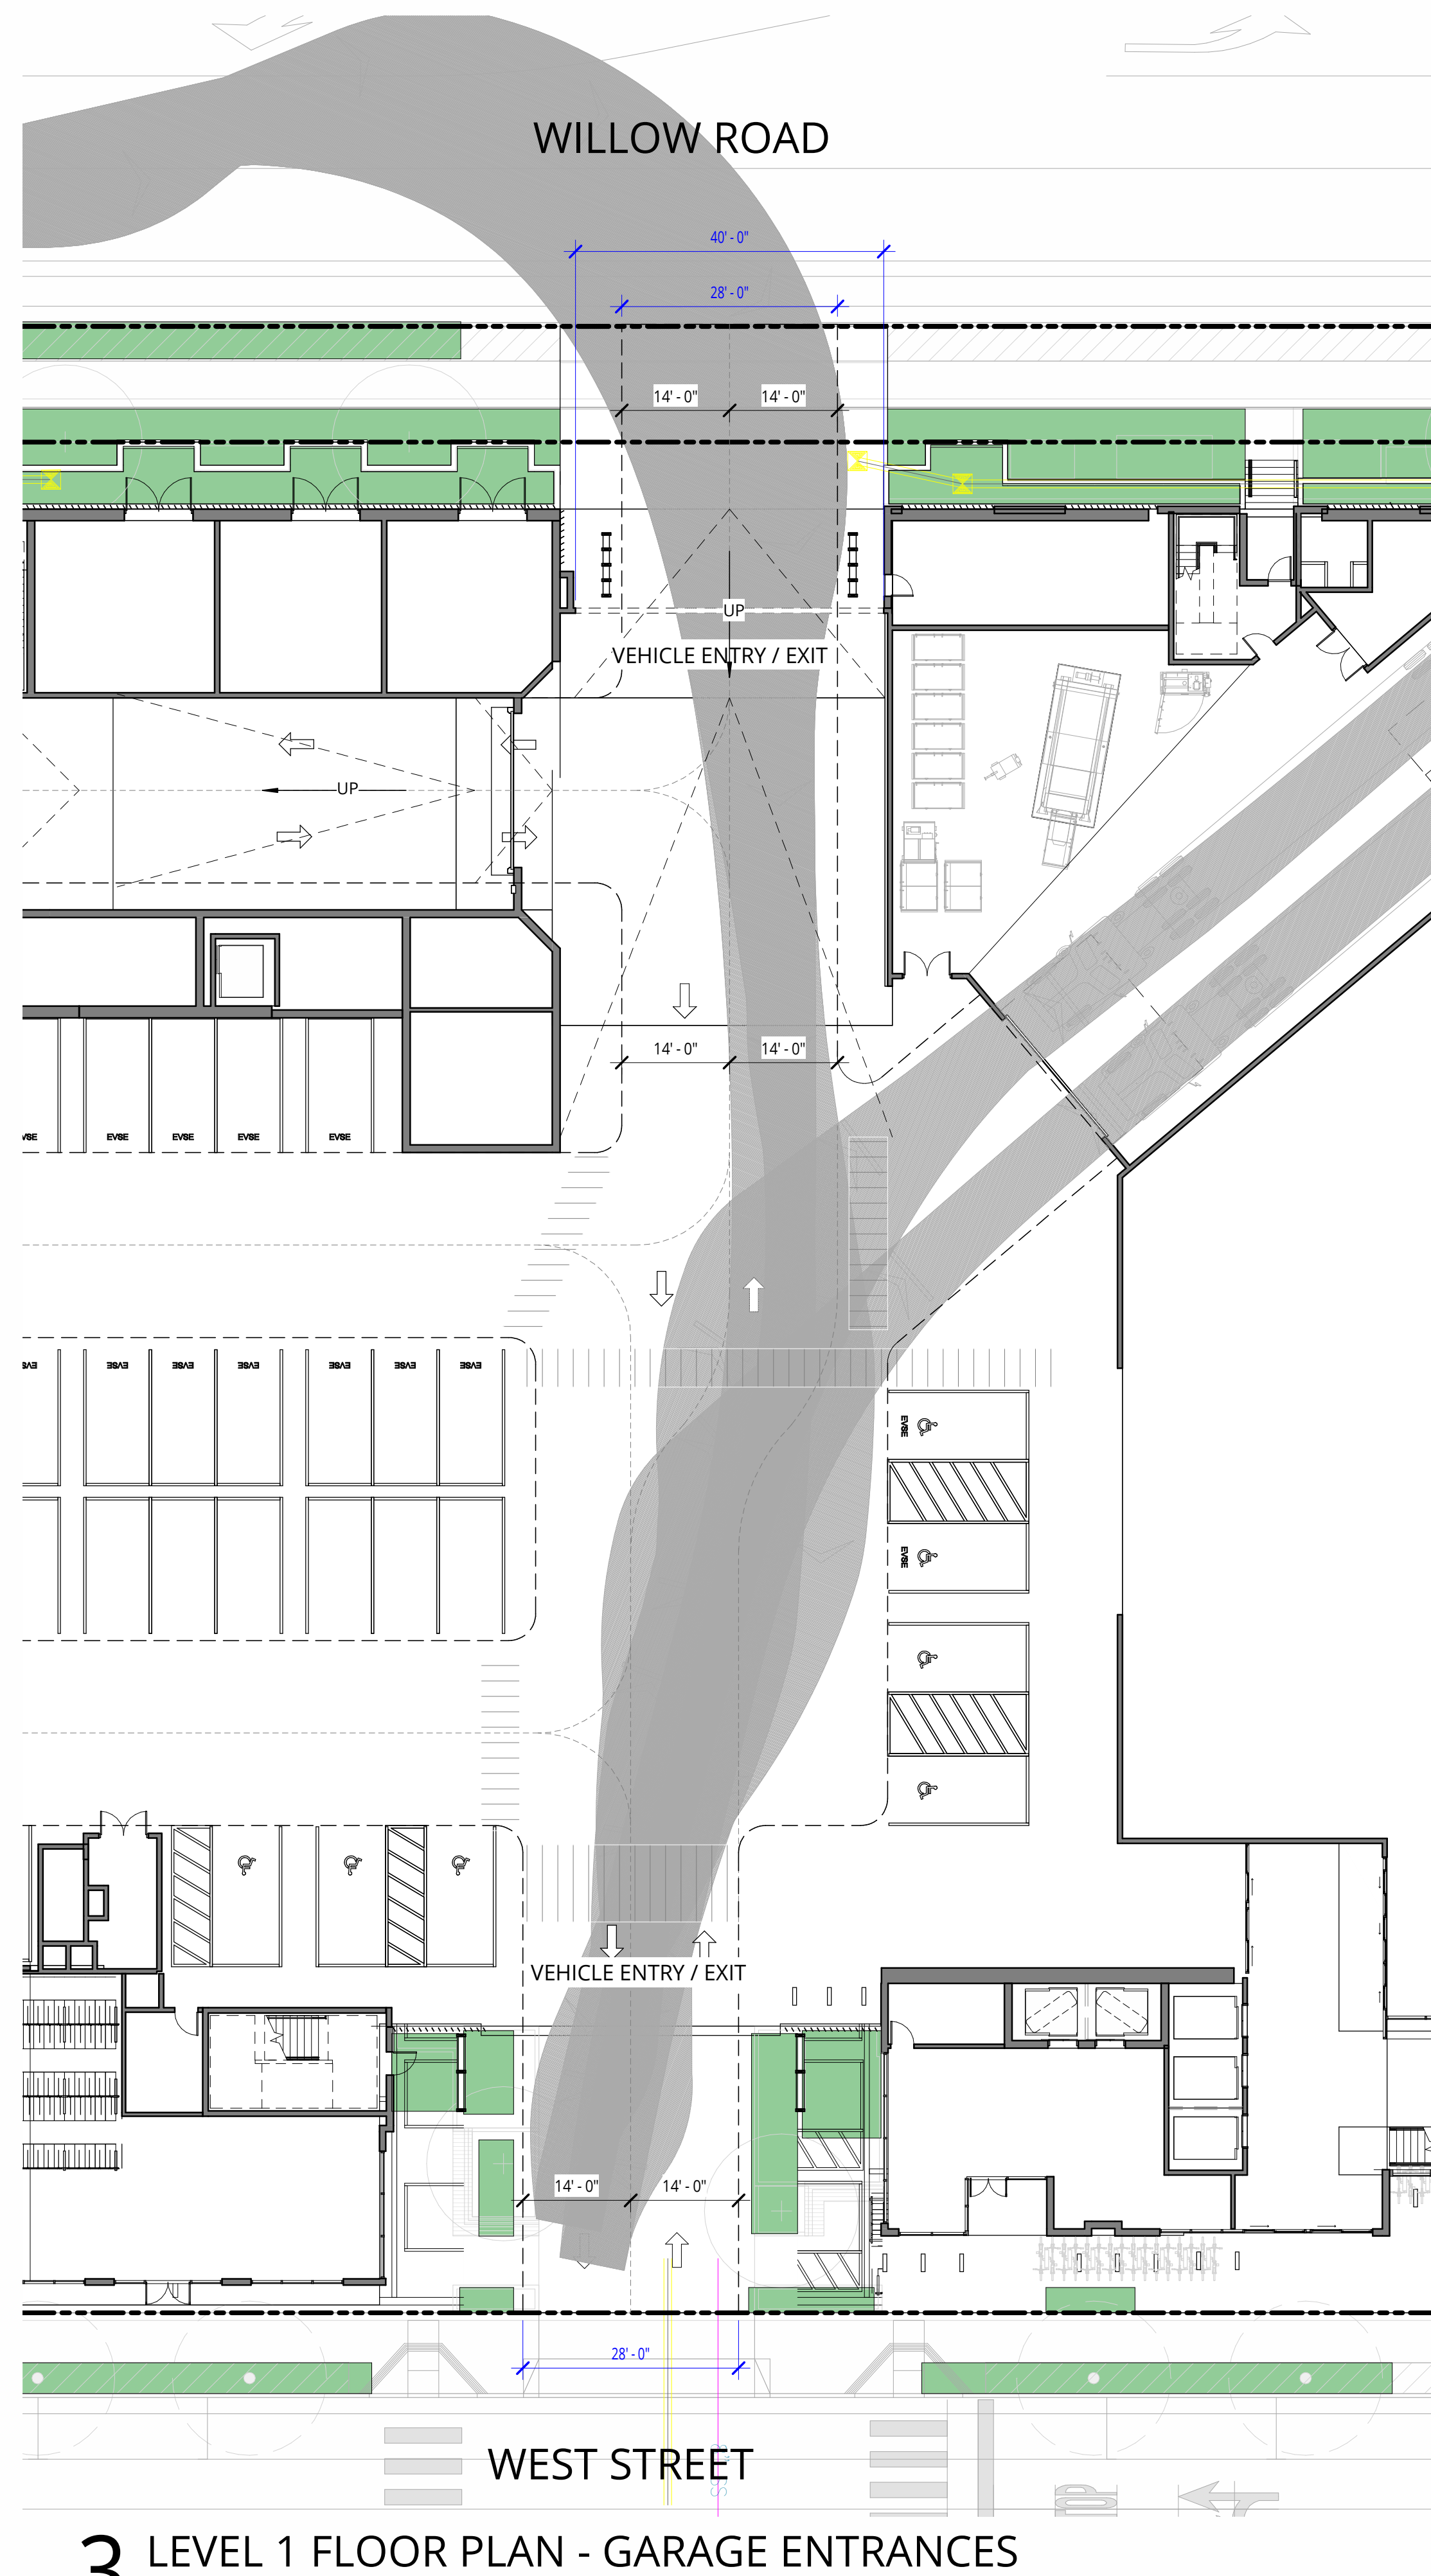 WILLOW ROAD
40' - 0"
28' - 0"
14' - 0" 14' - 0"
UP
VEHICLE ENTRY / EXIT
UP
14' - 0" 14' - 0"
EVSE EVSE EVSE EVSE
EVSE EVSE EVSE EVSE EVSE EVSE
EVSE
EVSE
VEHICLE ENTRY / EXIT
14' - 0" 14' - 0"
28' - 0"
WEST STREET
3 LEVEL 1 FLOOR PLAN - GARAGE ENTRANCES